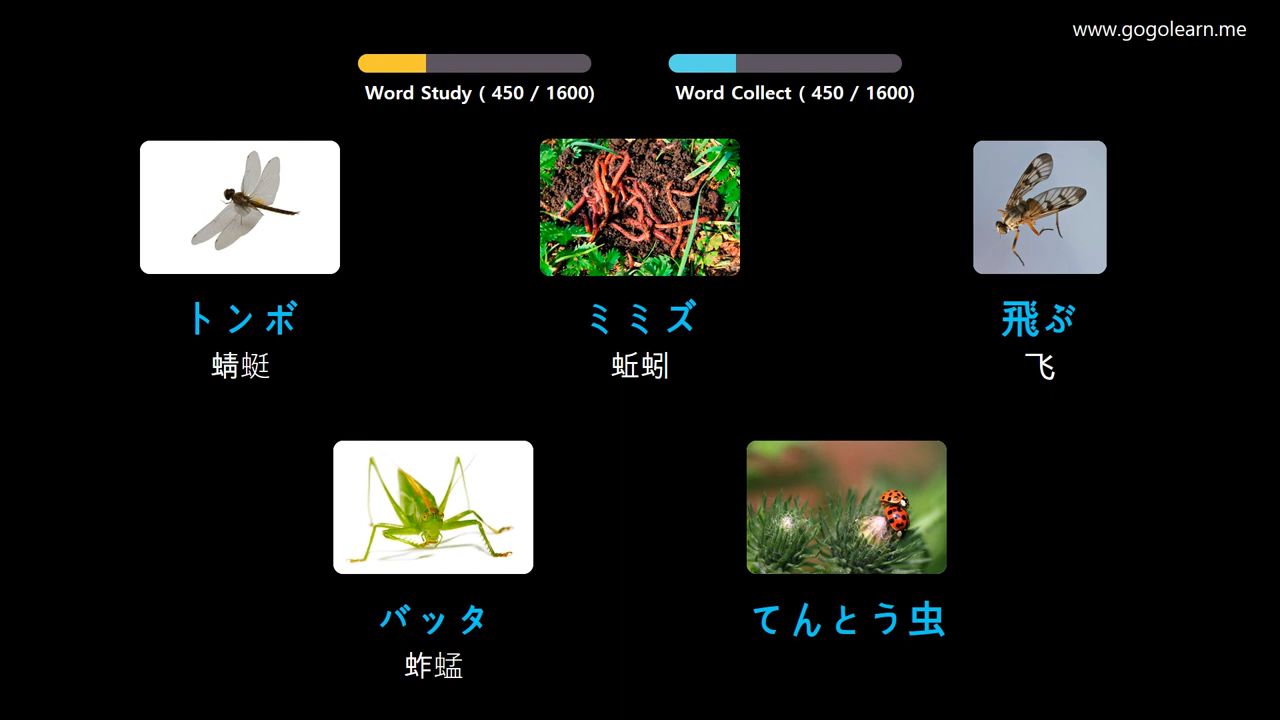 www.gogolearn.me
Word Study ( 450 / 1600)
Word Collect ( 450 / 1600)
トンボ
蜻蜓
ミミズ
蚯蚓
飛ぶ
飞
バッタ
蚱蜢
てんとう虫